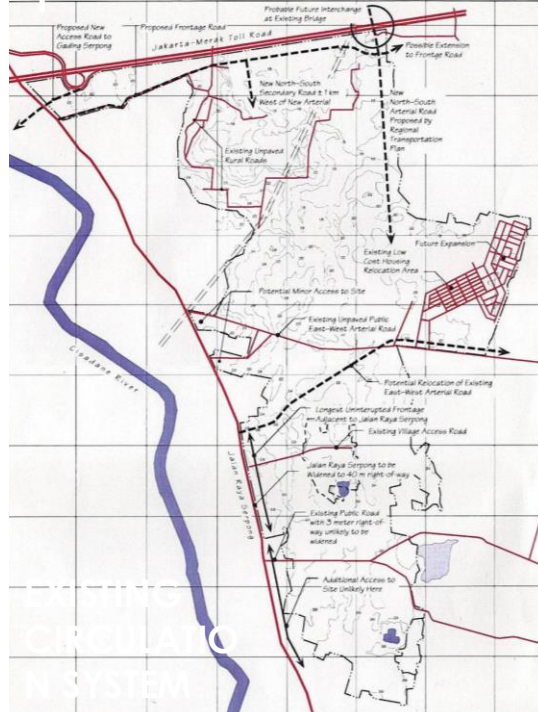 Probable Future Interchange
at Existing Bridge
Proposed New
Access Road to
Gading Serpong
Proposed Frontage Road
Jakarta-Merak Toll Road
Possible Extension
to Frontge Road
New North-South
Secondary Road ± 1 km
West of New Arterial
New
North-South
Arterial Road
Proposed by
Regional
Transportation
Plan
Existing Unpaved
Rural Roads
Future Expansion
Existing Low
Cost Housing
Relocation Area
Potential Minor Access to Site
Existing Unpaved Public
East-West Arterial Road
Cisadane River
Potential Relocation of Existing
East-West Arterial Road
Longest Uninterupted Frontage
Adjacent to Jalan Raya Serpong
Existing Village Access Road
Jalan Raya Serpong to be
Widened to 40 m right-of-way
Jalan Raya Serpong
Existing Public Road
with 3 meter right-of-
way unlikely to be
widened
Additional Access to
Site Unlikely Here
EXISTING
CIRCULATIO
N SYSTEM